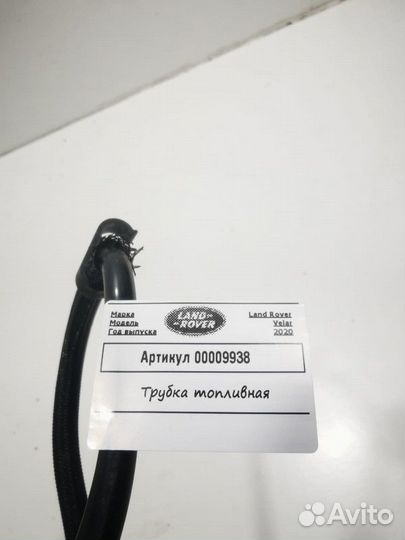 Марка LAND ROVER Land Rover
Модель Velar
Год выпуска 2020
Артикул 00009938
Трубка топливная
Avito